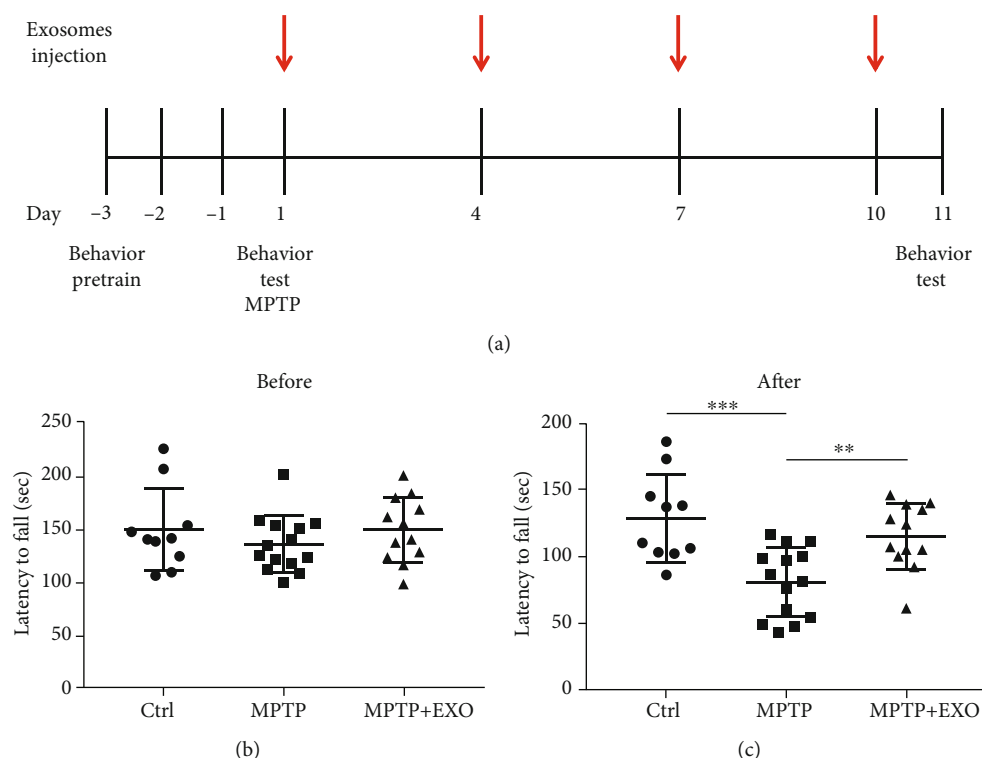 Exosomes
injection
Day –3 –2 –1 1 4 7 10 11
Behavior
pretrain
Behavior
test
MPTP
Behavior
test
(a)
Before
Latency to fall (sec)
250
200
150
100
50
0
Ctrl MPTP MPTP+EXO
(b)
After
Latency to fall (sec)
200
150
100
50
0
***
**
Ctrl MPTP MPTP+EXO
(c)